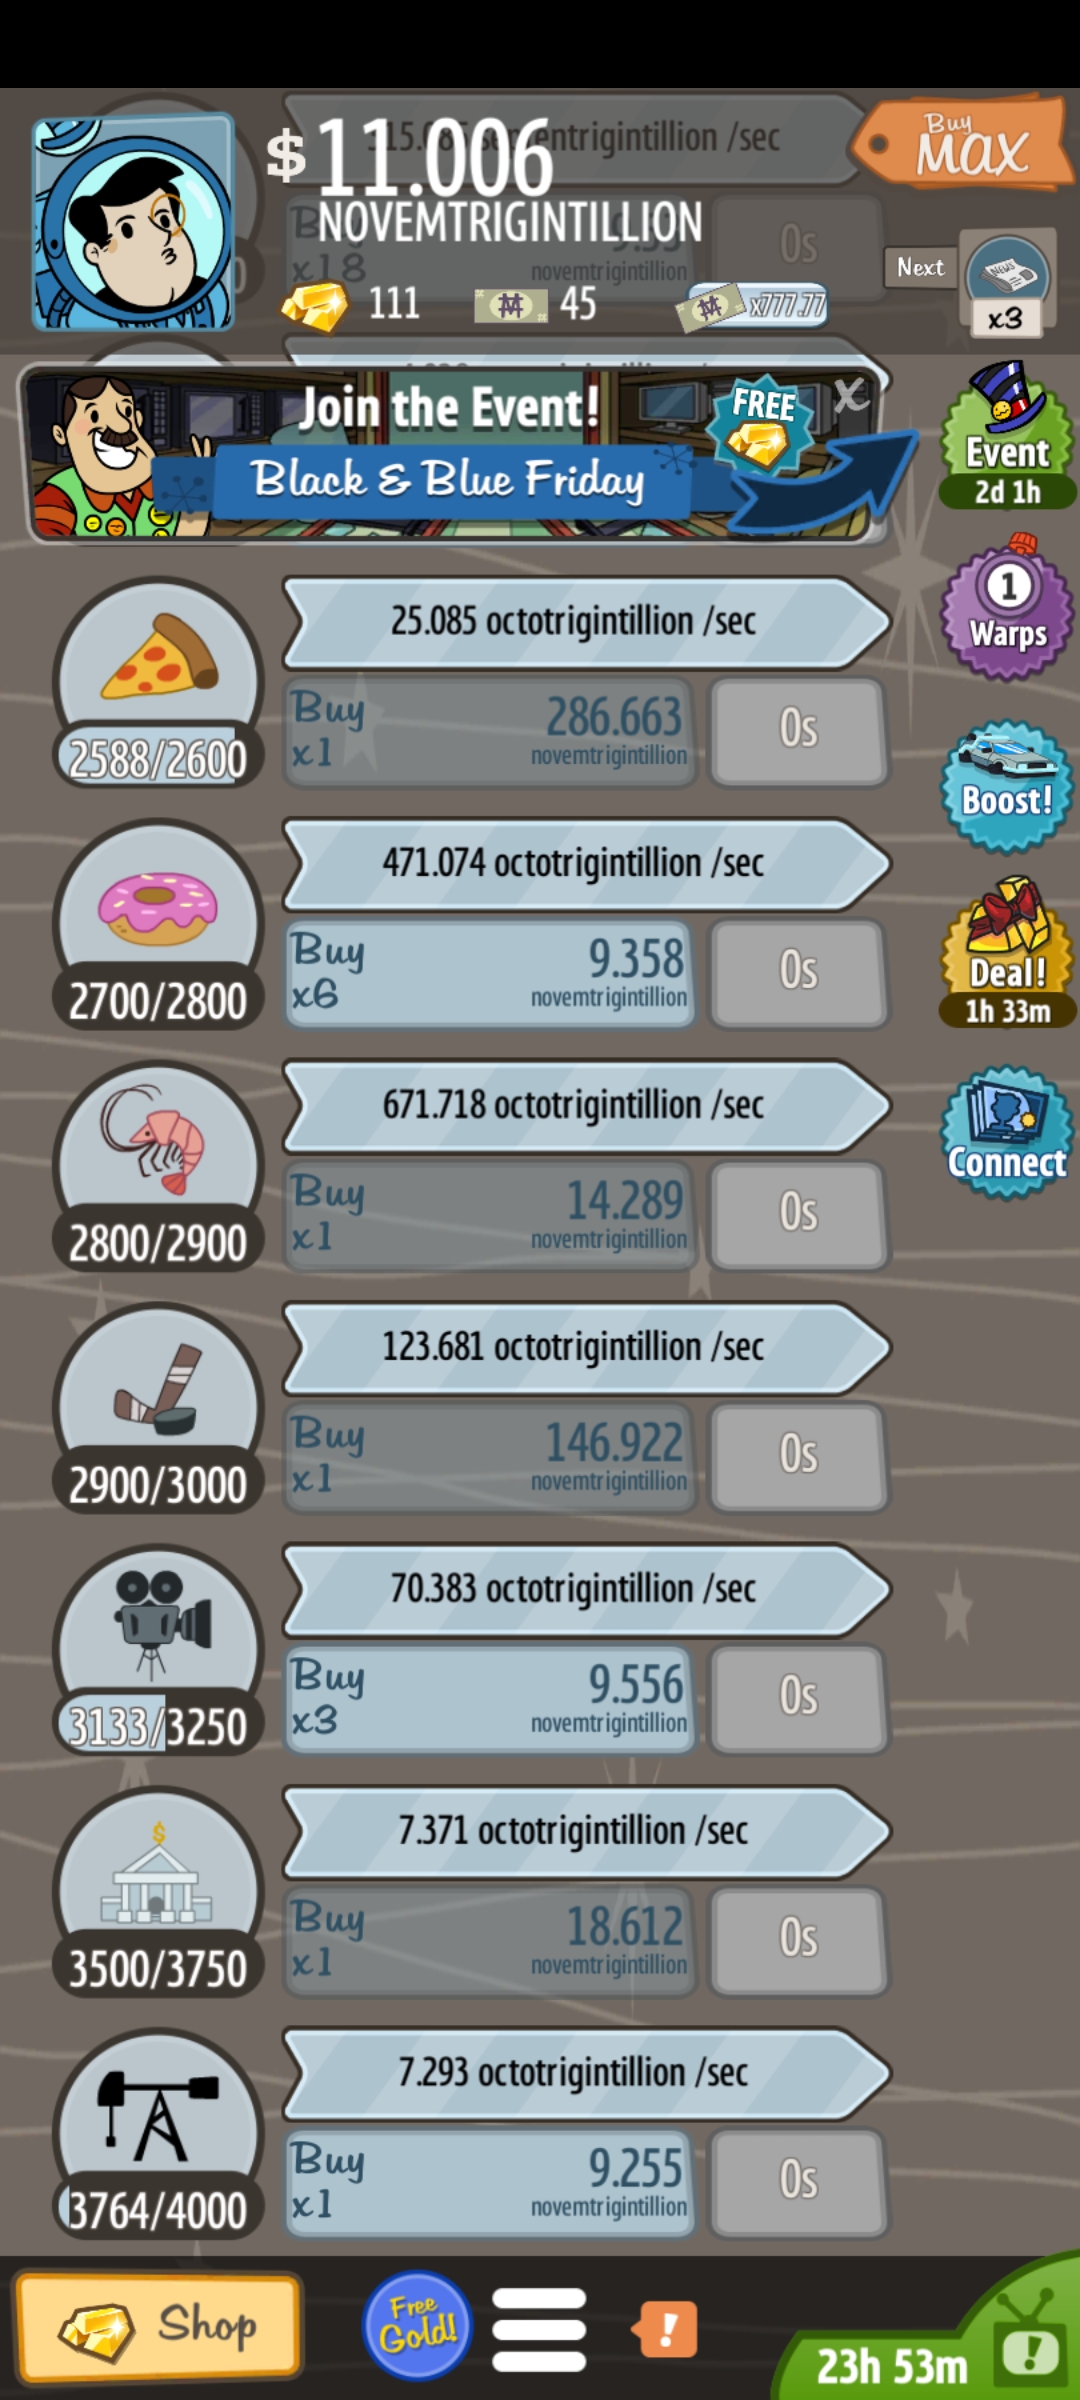 $ 11.006
NOVEMTRIGINTILLION
Buy
MAX
/sec
Buy
x18
novemtrigintillion
0s
111
45
x777.77
Next
NEWS
x3
Join the Event!
FREE
X
Black & Blue Friday
Event
2d 1h
25.085 octotrigintillion /sec
Buy
x1
286.663
novemtrigintillion
0s
2588/2600
1
Warps
Boost!
471.074 octotrigintillion /sec
Buy
x6
9.358
novemtrigintillion
0s
2700/2800
Deal!
1h 33m
671.718 octotrigintillion /sec
Buy
x1
14.289
novemtrigintillion
0s
2800/2900
Connect
123.681 octotrigintillion /sec
Buy
x1
146.922
novemtrigintillion
0s
2900/3000
70.383 octotrigintillion /sec
Buy
x3
9.556
novemtrigintillion
0s
3133/3250
$
7.371 octotrigintillion /sec
Buy
x1
18.612
novemtrigintillion
0s
3500/3750
7.293 octotrigintillion /sec
Buy
x1
9.255
novemtrigintillion
0s
3764/4000
Shop
Free
Gold!
!
23h 53m
!